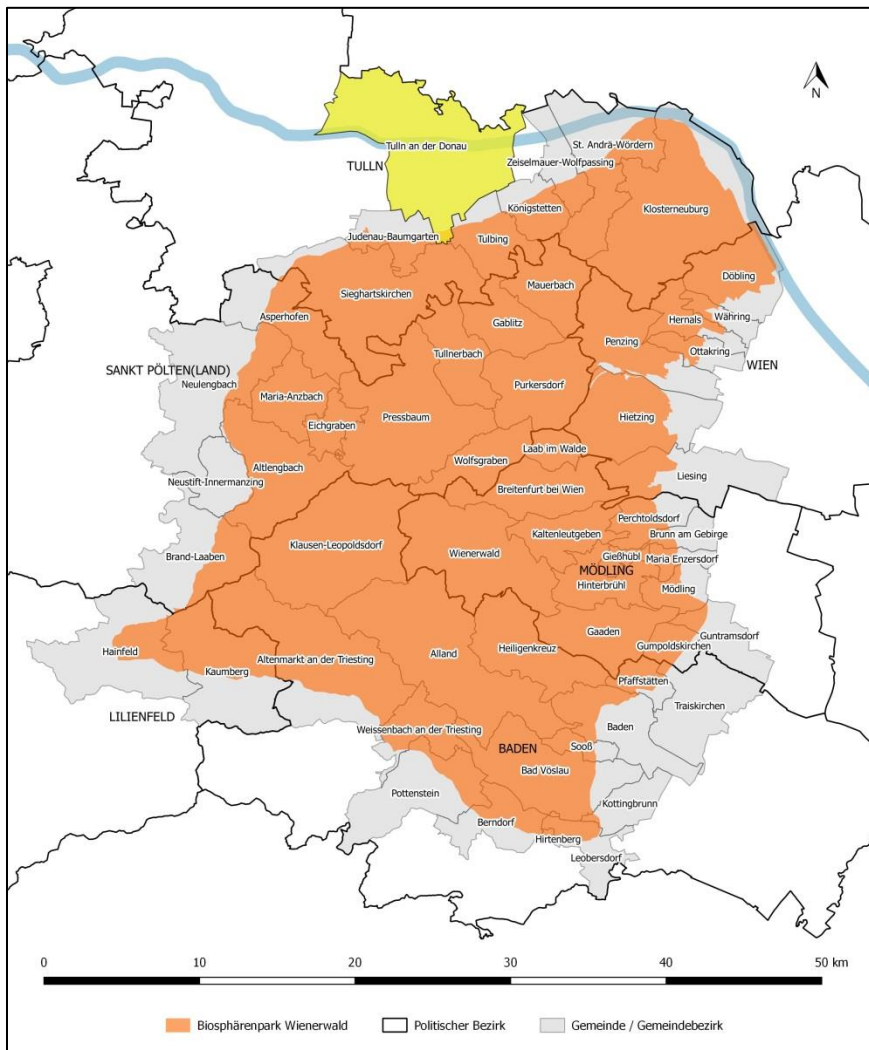 N
Tulln an der Donau
St. Andrä-Wördern
TULLN
Zeiselmauer-Wolfpassing
Königstetten
Klosterneuburg
Judenau-Baumgarten
Tulbing
Döbling
Mauerbach
Sieghartskirchen
Asperhofen
Gablitz
Hernals
Währing
Penzing
Ottakring
Tullnerbach
WIEN
SANKT PÖLTEN(LAND)
Neulengbach
Purkersdorf
Maria-Anzbach
Pressbaum
Hietzing
Eichgraben
Laab im Walde
Wolfsgraben
Altlengbach
Liesing
Neustift-Innermanzing
Breitenfurt bei Wien
Perchtoldsdorf
Kaltenleutgeben
Brunn am Gebirge
Klausen-Leopoldsdorf
Wienerwald
Brand-Laaben
Gießhübl
Maria Enzersdorf
MÖDLING
Hinterbrühl
Mödling
Gaaden
Guntramsdorf
Hainfeld
Altenmarkt an der Triesting
Alland
Heiligenkreuz
Gumpoldskirchen
Kaumberg
Pfaffstätten
Traiskirchen
LILIENFELD
Weissenbach an der Triesting
Baden
BADEN
Sooß
Bad Vöslau
Pottenstein
Kottingbrunn
Berndorf
Hirtenberg
Leobersdorf
0 10 20 30 40 50 km
Biosphärenpark Wienerwald Politischer Bezirk Gemeinde / Gemeindebezirk